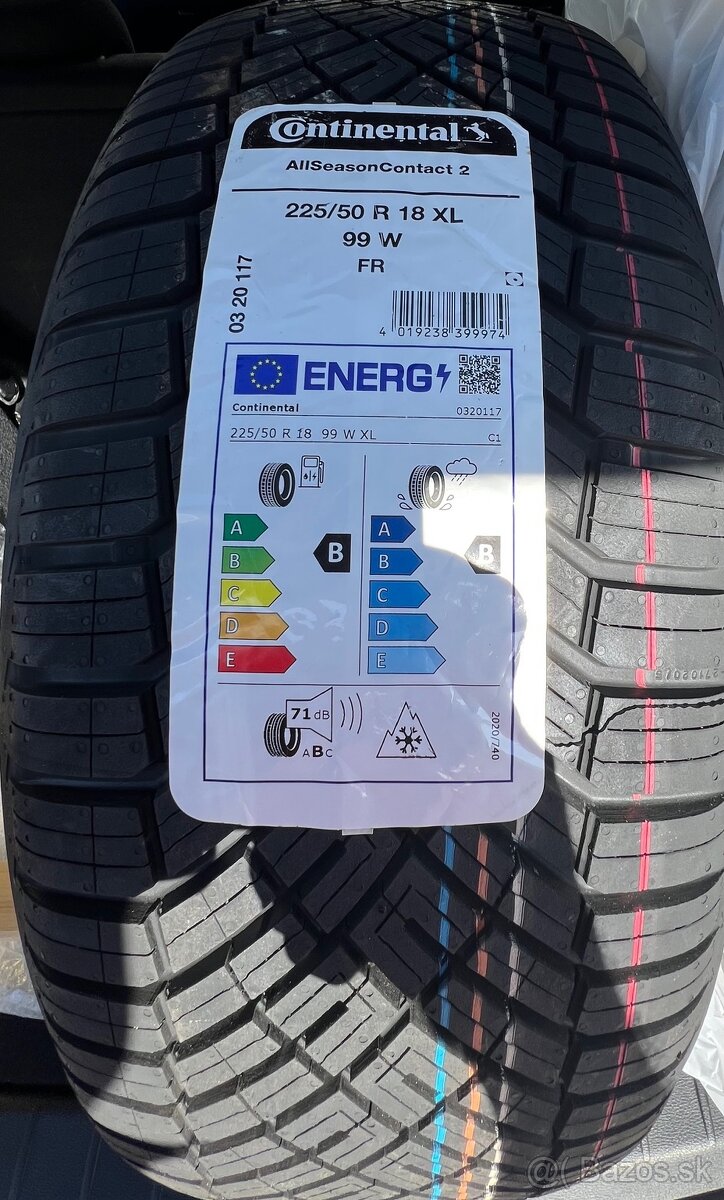 Continental
AllSeasonContact 2
225/50 R 18 XL
99 W
FR
03 20 117
4 019238 399974
ENERG
Continental 0320117
225/50 R 18 99 W XL C1
A A
B B B B
C C
D D
E E
71 dB
ABC
2020/740
Bazos.sk